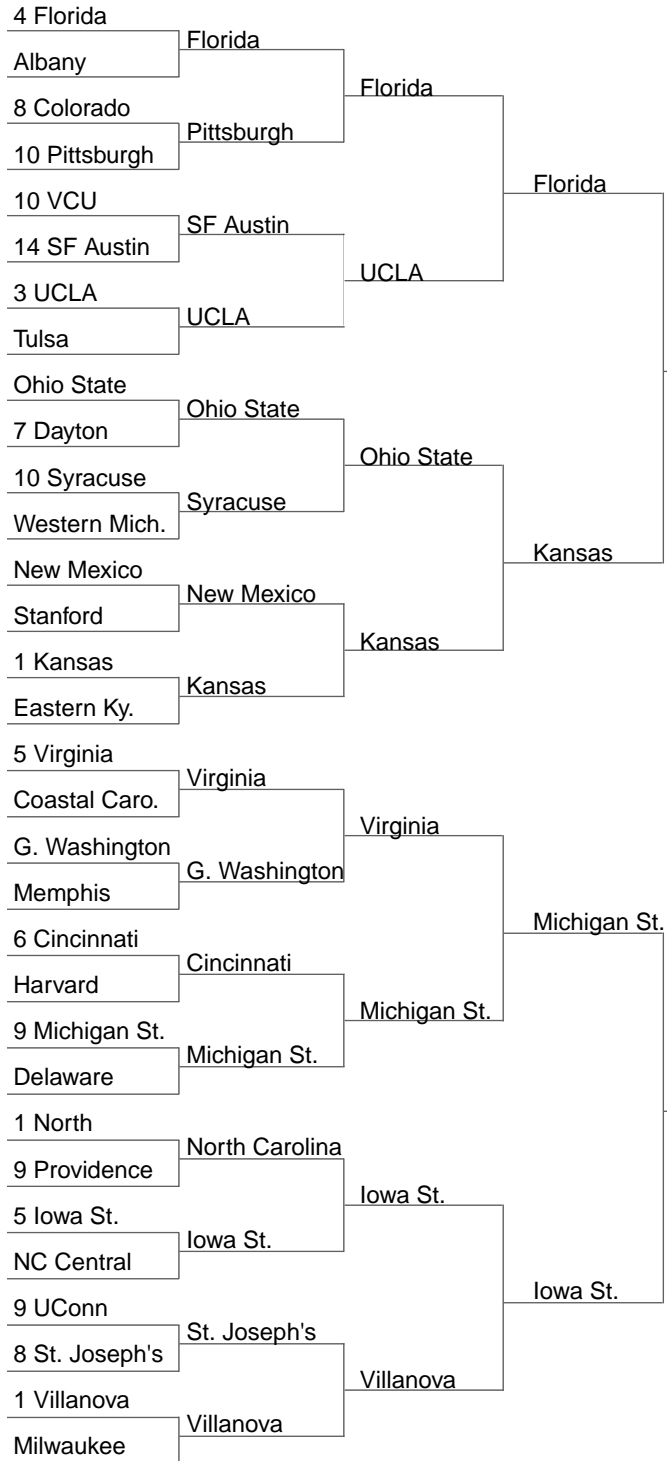 4 Florida
Florida
Albany
Florida
8 Colorado
Pittsburgh
10 Pittsburgh
Florida
10 VCU
SF Austin
14 SF Austin
UCLA
3 UCLA
UCLA
Tulsa
Ohio State
Ohio State
7 Dayton
Ohio State
10 Syracuse
Syracuse
Western Mich.
Kansas
New Mexico
New Mexico
Stanford
Kansas
1 Kansas
Kansas
Eastern Ky.
5 Virginia
Virginia
Coastal Caro.
Virginia
G. Washington
G. Washington
Memphis
Michigan St.
6 Cincinnati
Cincinnati
Harvard
Michigan St.
9 Michigan St.
Michigan St.
Delaware
1 North
North Carolina
9 Providence
Iowa St.
5 Iowa St.
Iowa St.
NC Central
Iowa St.
9 UConn
St. Joseph's
8 St. Joseph's
Villanova
1 Villanova
Villanova
Milwaukee